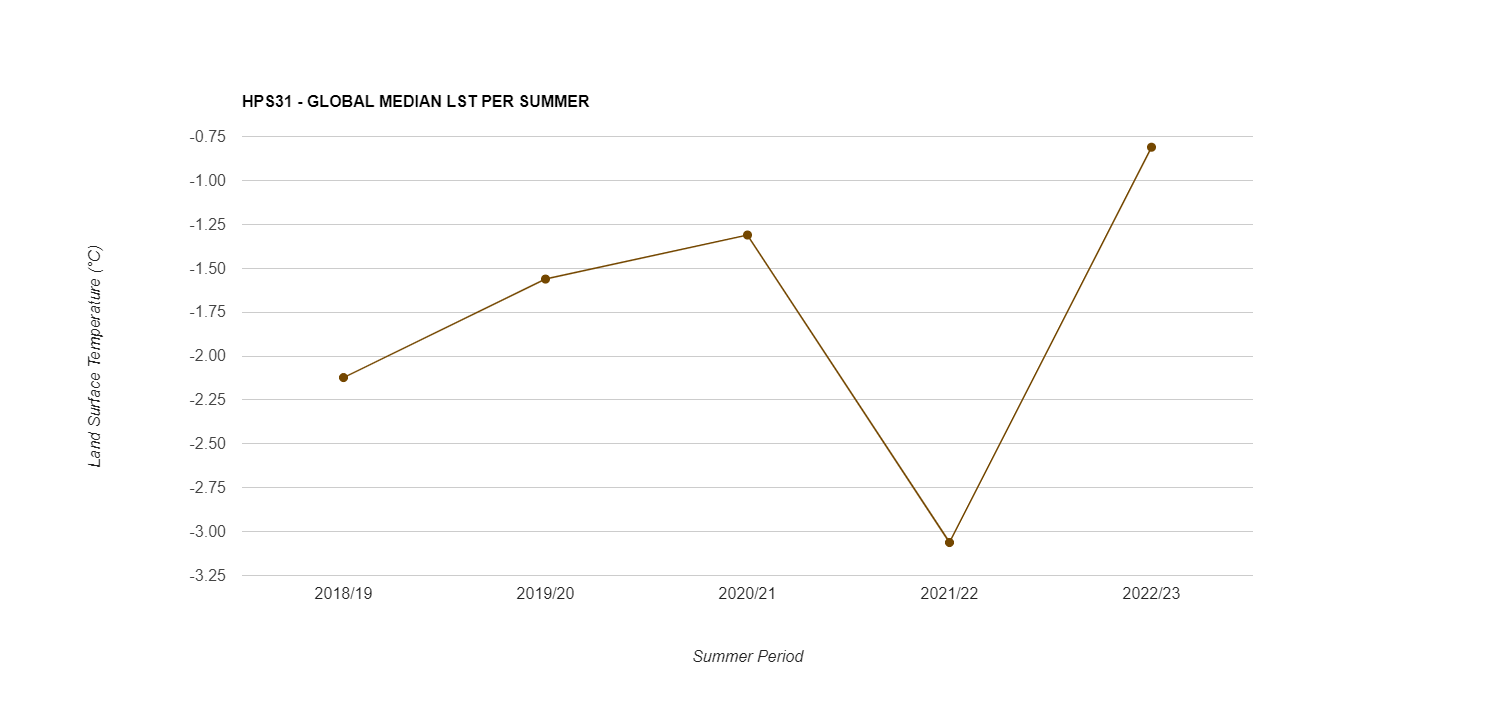 HPS31 - GLOBAL MEDIAN LST PER SUMMER
-0.75
-1.00
-1.25
-1.50
-1.75
-2.00
-2.25
-2.50
-2.75
-3.00
-3.25
Land Surface Temperature (°C)
2018/19 2019/20 2020/21 2021/22 2022/23
Summer Period